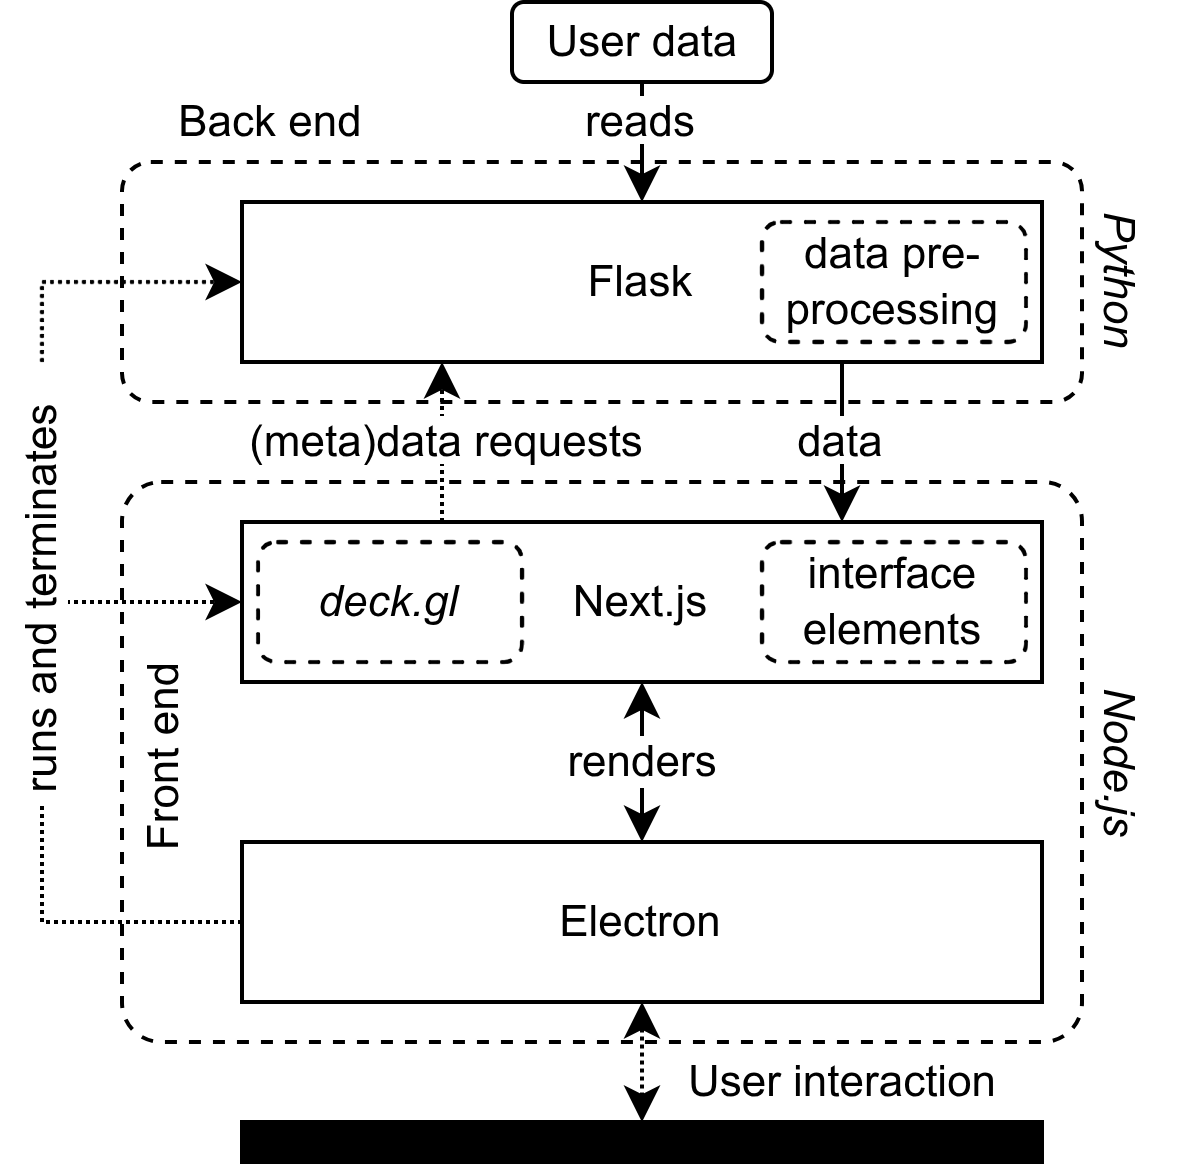 User data
Back end
reads
Flask
data pre-
processing
Python
(meta)data requests
data
runs and terminates
deck.gl
Next.js
interface
elements
Front end
renders
Node.js
Electron
User interaction